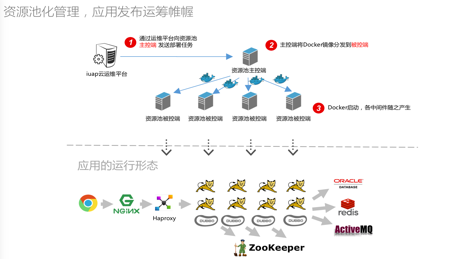 资源池化管理，应用发布运筹帷幄
1 通过运维平台向资源池
主控端 发送部署任务
2 主控端将Docker镜像分发到被控端
iuap云运维平台
资源池主控端
3 Docker启动，各中间件随之产生
资源池被控端 资源池被控端 资源池被控端 资源池被控端
应用的运行形态
NGINX
Haproxy
DUBBO DUBBO DUBBO DUBBO
ORACLE
DATABASE
redis
ActiveMQ
ZooKeeper